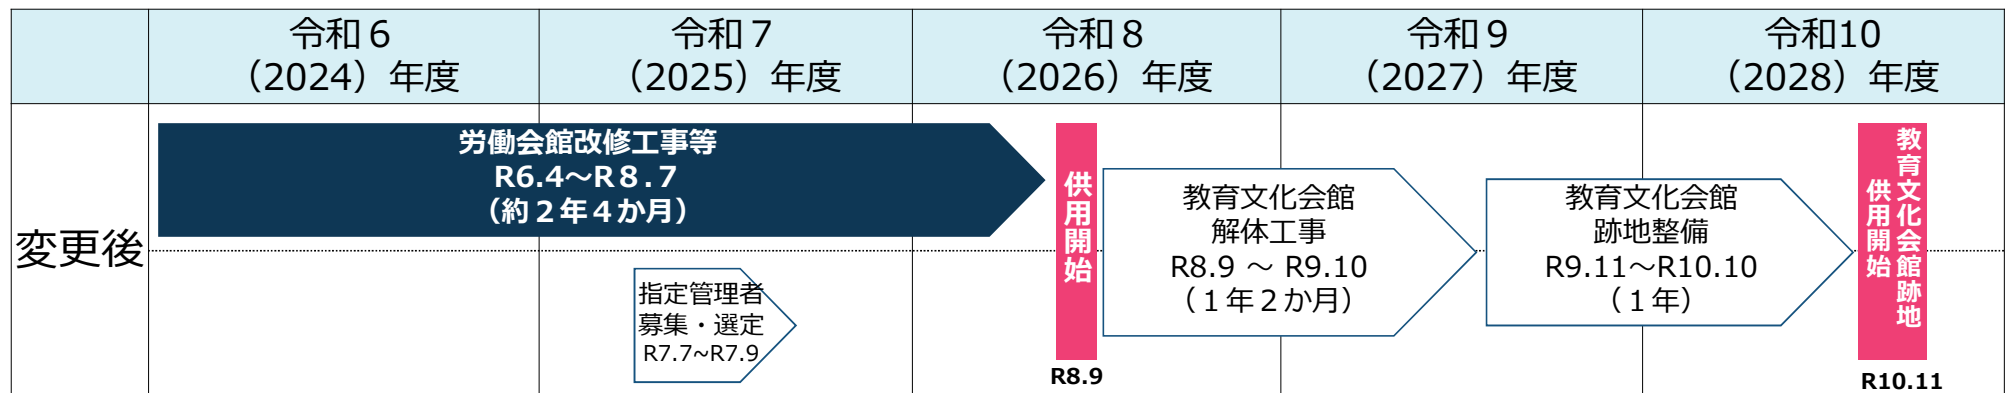 令和６
（2024）年度
令和７
（2025）年度
令和８
（2026）年度
令和９
（2027）年度
令和10
（2028）年度
変更後
労働会館改修工事等
R6.4～R８.７
（約２年４か月）
指定管理者
募集・選定
R7.7~R7.9
供用開始
R8.9
教育文化会館
解体工事
R8.9 ～ R9.10
（１年２か月）
教育文化会館
跡地整備
R9.11～R10.10
（１年）
教育文化会館跡地
供用開始
R10.11